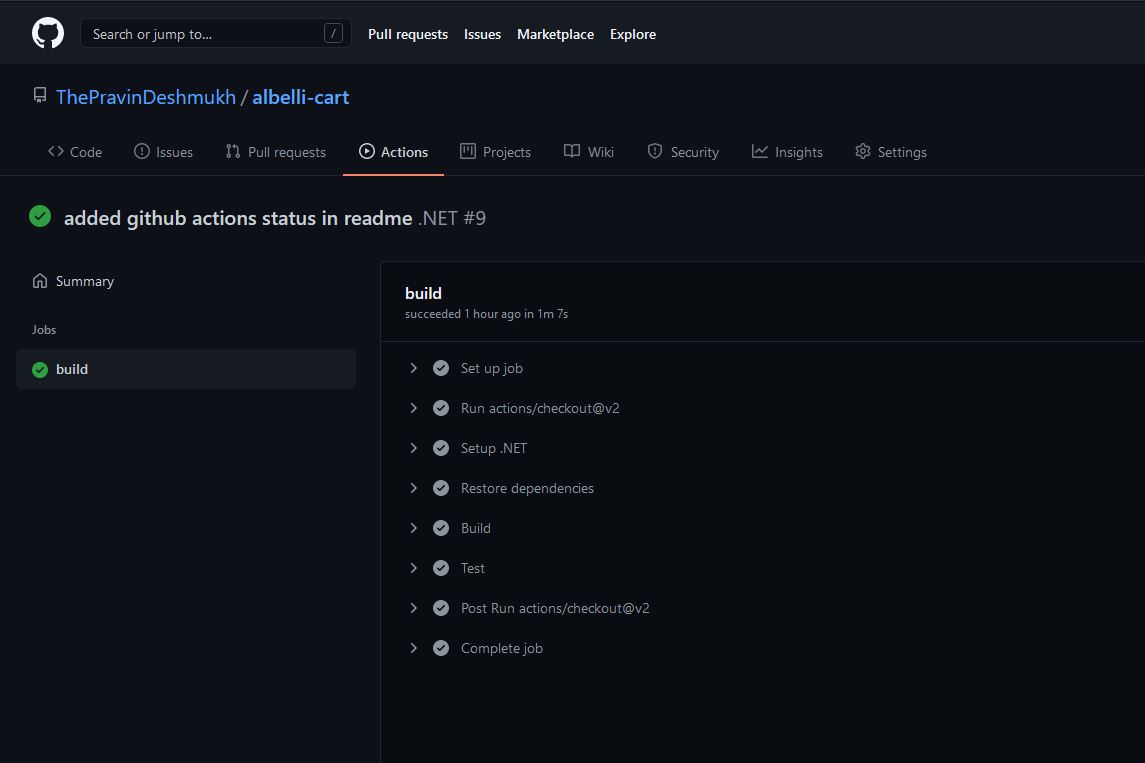 Search or jump to... / Pull requests Issues Marketplace Explore
ThePravinDeshmukh / albelli-cart
Code Issues Pull requests Actions Projects Wiki Security Insights Settings
added github actions status in readme .NET #9
Summary
Jobs
build
build
succeeded 1 hour ago in 1m 7s
Set up job
Run actions/checkout@v2
Setup .NET
Restore dependencies
Build
Test
Post Run actions/checkout@v2
Complete job